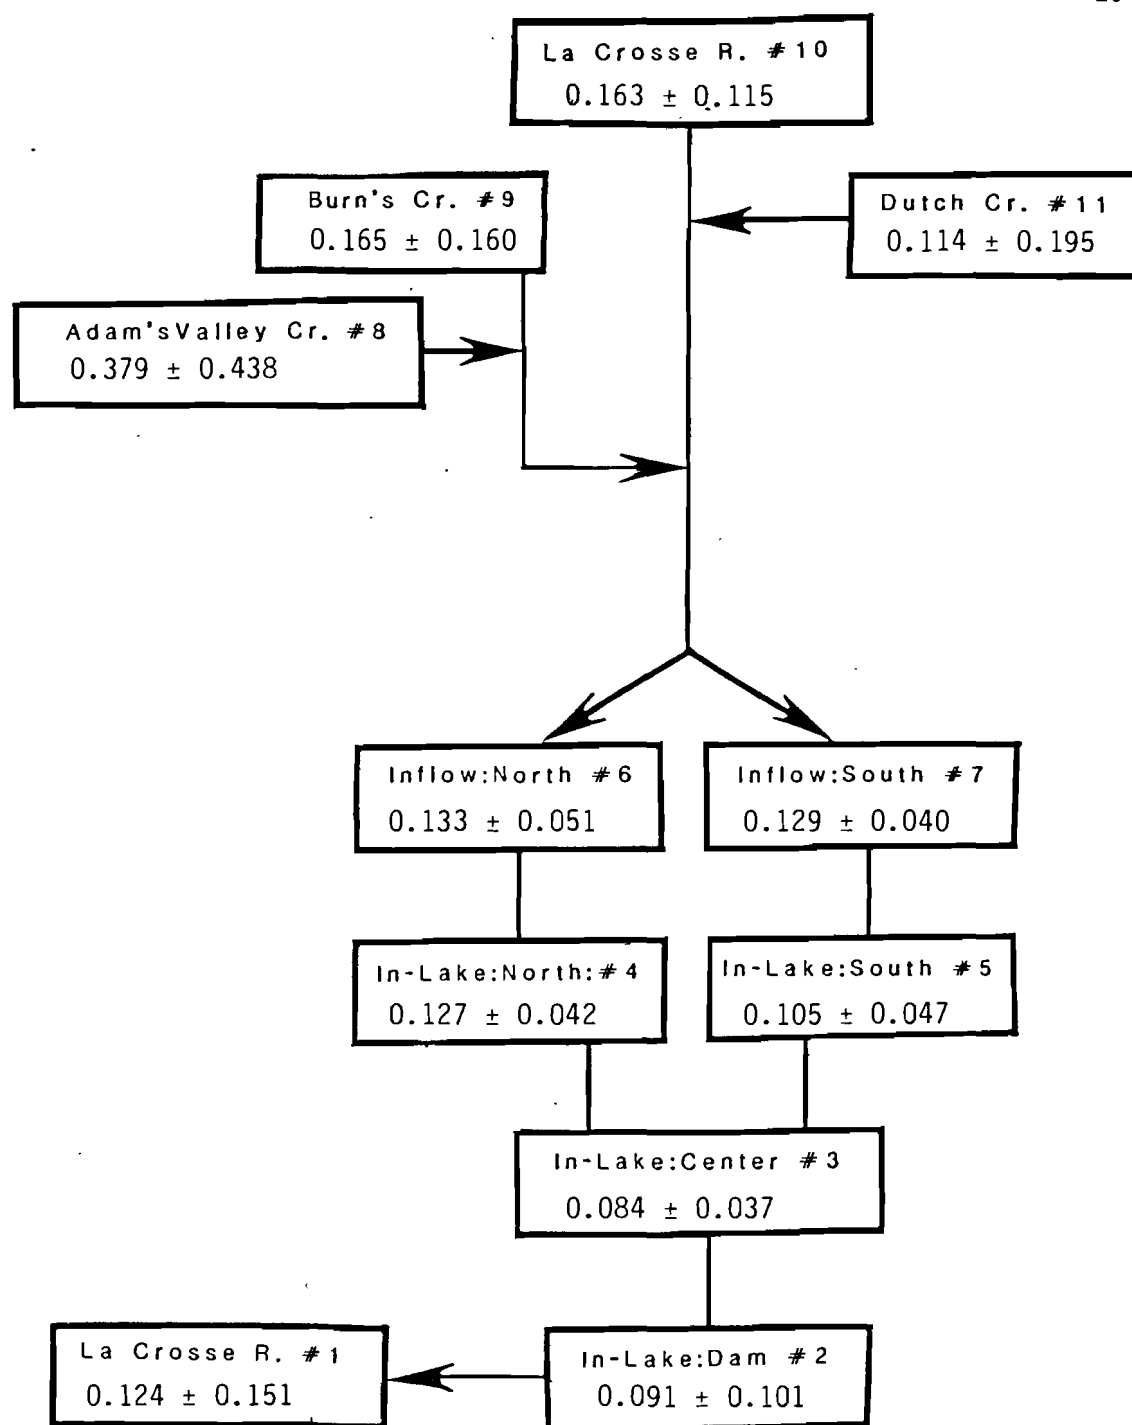 La Crosse R. #10
0.163 ± 0.115
Burn's Cr. #9
0.165 ± 0.160
Dutch Cr. #11
0.114 ± 0.195
Adam'sValley Cr. #8
0.379 ± 0.438
Inflow:North #6
0.133 ± 0.051
Inflow:South #7
0.129 ± 0.040
In-Lake:North:#4
0.127 ± 0.042
In-Lake:South #5
0.105 ± 0.047
In-Lake:Center #3
0.084 ± 0.037
La Crosse R. #1
0.124 ± 0.151
In-Lake:Dam #2
0.091 ± 0.101